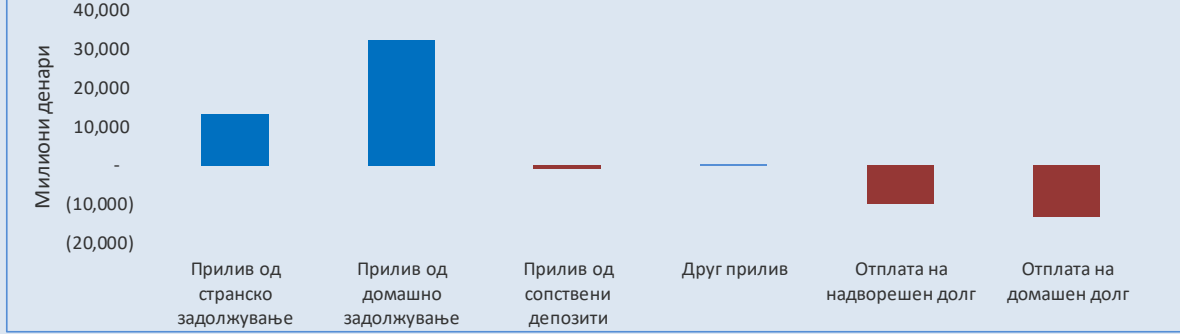 40,000
30,000
20,000
10,000
-
(10,000)
(20,000)
Милиони денари
Прилив од
странско
задолжување
Прилив од
домашно
задолжување
Прилив од
сопствени
депозити
Друг прилив
Отплата на
надворешен долг
Отплата на
домашен долг